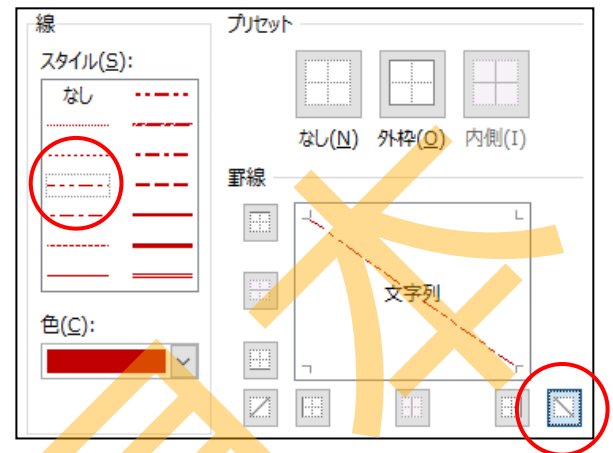 線
スタイル(S):
なし
色(C):
プリセット
なし(N) 外枠(O) 内側(I)
罫線
文字列